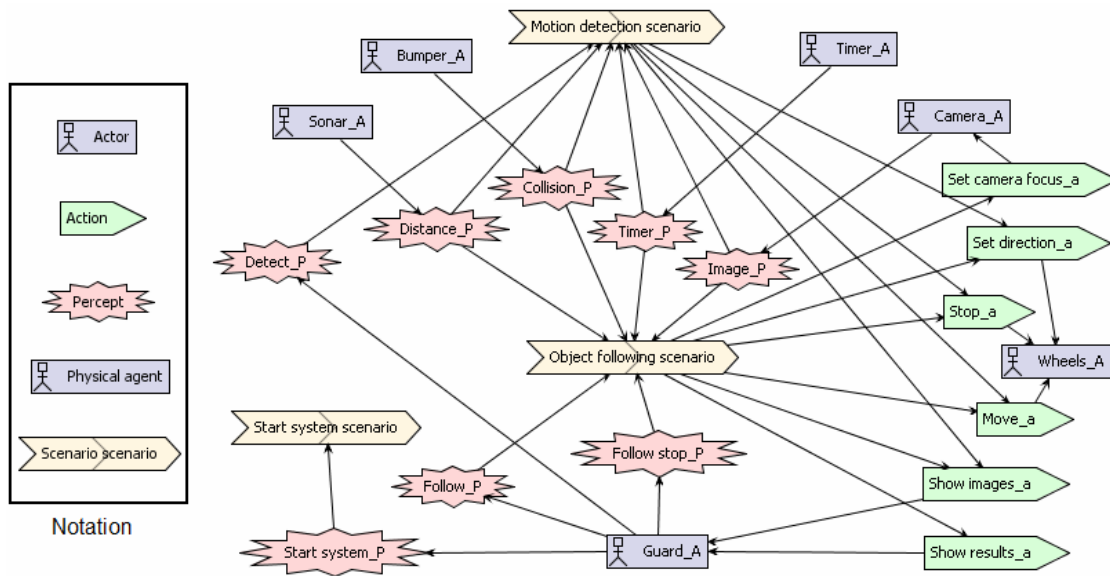 Motion detection scenario
Bumper_A
Timer_A
Actor
Sonar_A
Camera_A
Set camera focus_a
Collision_P
Action
Distance_P
Timer_P
Set direction_a
Detect_P
Image_P
Percept
Stop_a
Object following scenario
Wheels_A
Physical agent
Start system scenario
Move_a
Scenario scenario
Follow stop_P
Follow_P
Show images_a
Notation
Start system_P
Guard_A
Show results_a